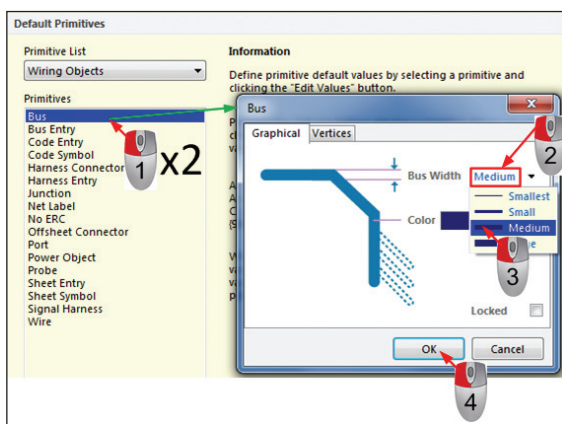 Default Primitives
Primitive List
Wiring Objects
Primitives
Bus
Bus Entry
Code Entry
Code Symbol
Harness Connector
Harness Entry
Junction
Net Label
No ERC
Offsheet Connector
Port
Power Object
Probe
Sheet Entry
Sheet Symbol
Signal Harness
Wire
1
x2
Information
Define primitive default values by selecting a primitive and
clicking the "Edit Values" button.
Bus
Graphical
Vertices
Bus Width
Medium
2
Smallest
Small
Medium
Color
3
Locked
OK
Cancel
4